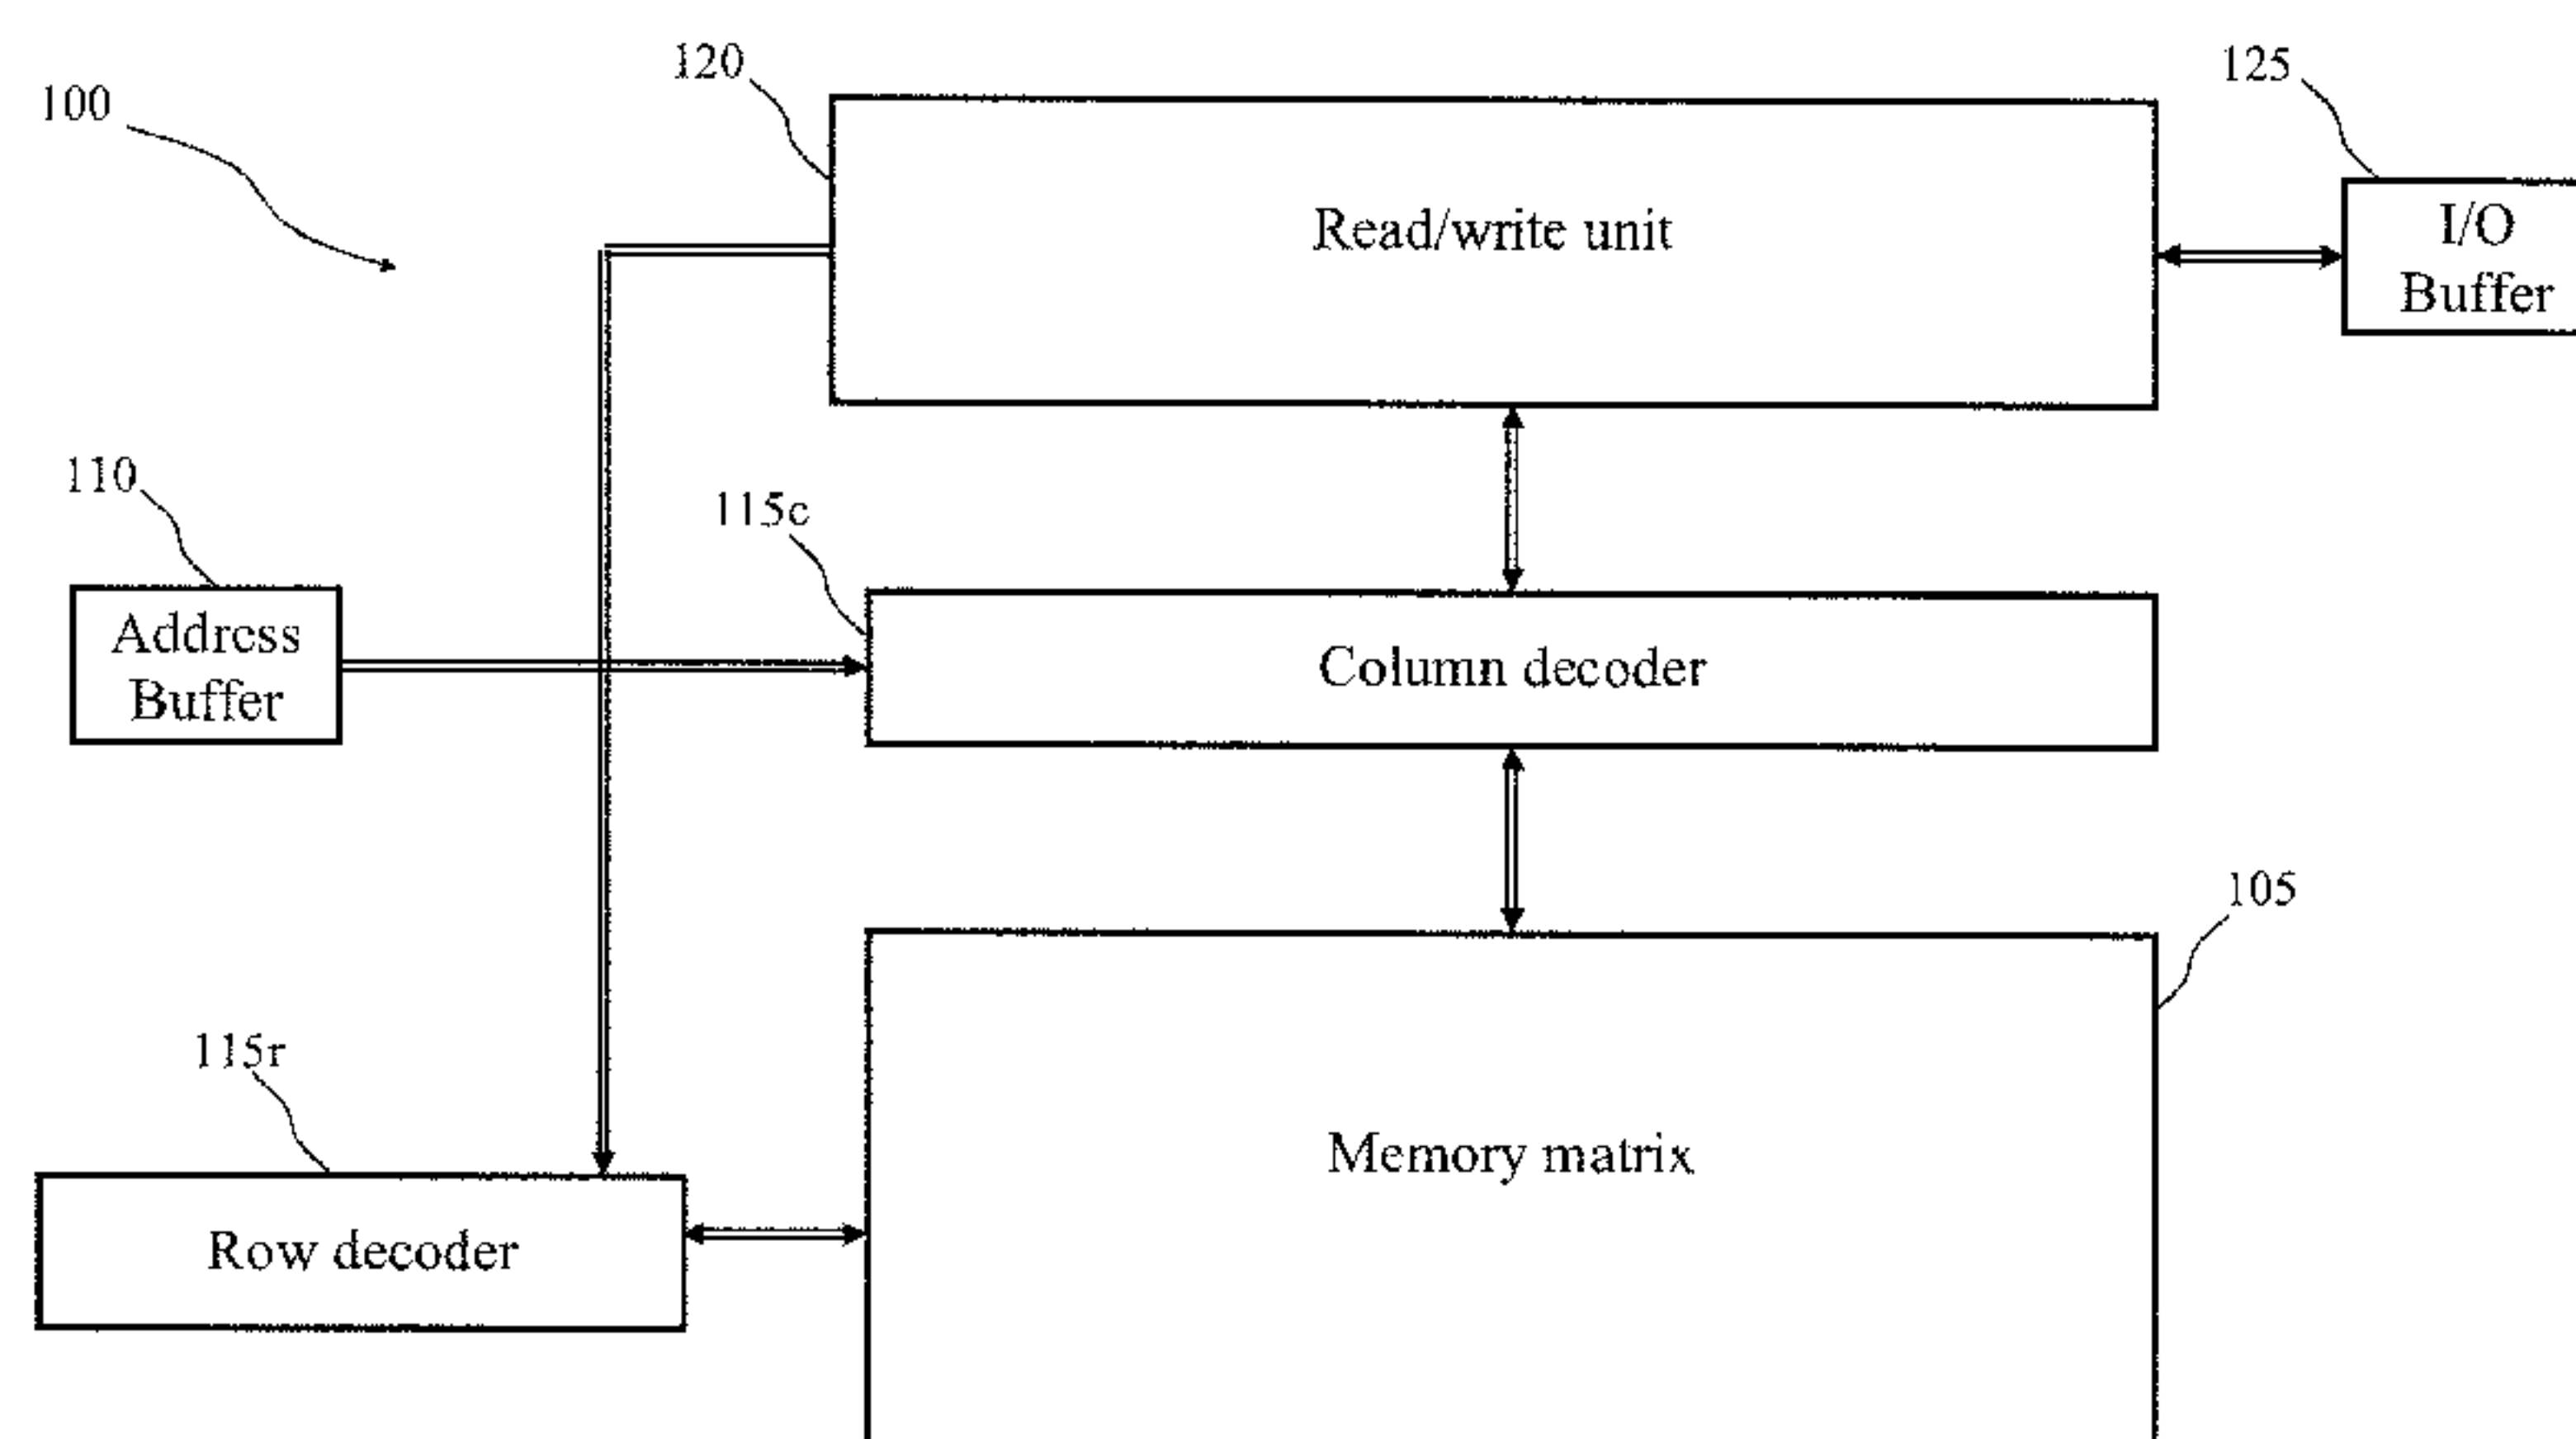 120
125
100
Read/write unit
I/O
Buffer
110
115c
Address
Buffer
Column decoder
105
115r
Memory matrix
Row decoder